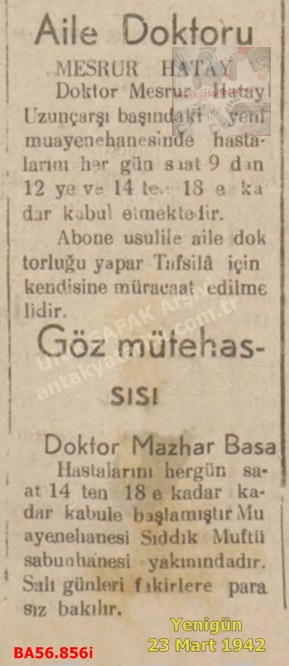 Aile Doktoru
MESRUR HATAY
Doktor Mesrur Hatay
Uzunçarşı başındaki yeni
muayenehanesinde hasta-
larını her gün saat 9 dan
12 ye ve 14 ten 18 e ka
dar kabul etmektedir.
Abone usulile aile dok
torluğu yapar Tafsilâ için
kendisine müracaat edilme
lidir.
Göz mütehas-
sısı
Doktor Mazhar Basa
Hastalarını hergün sa-
at 14 ten 18 e kadar ka-
dar kabule başlamıştır Mu
ayenehanesi Sıddık Muftü
sabunhanesi yakınındadır.
Salı günleri fıkirlere para
sız bakılır.
Yenigün
BA56.856i 23 Mart 1942